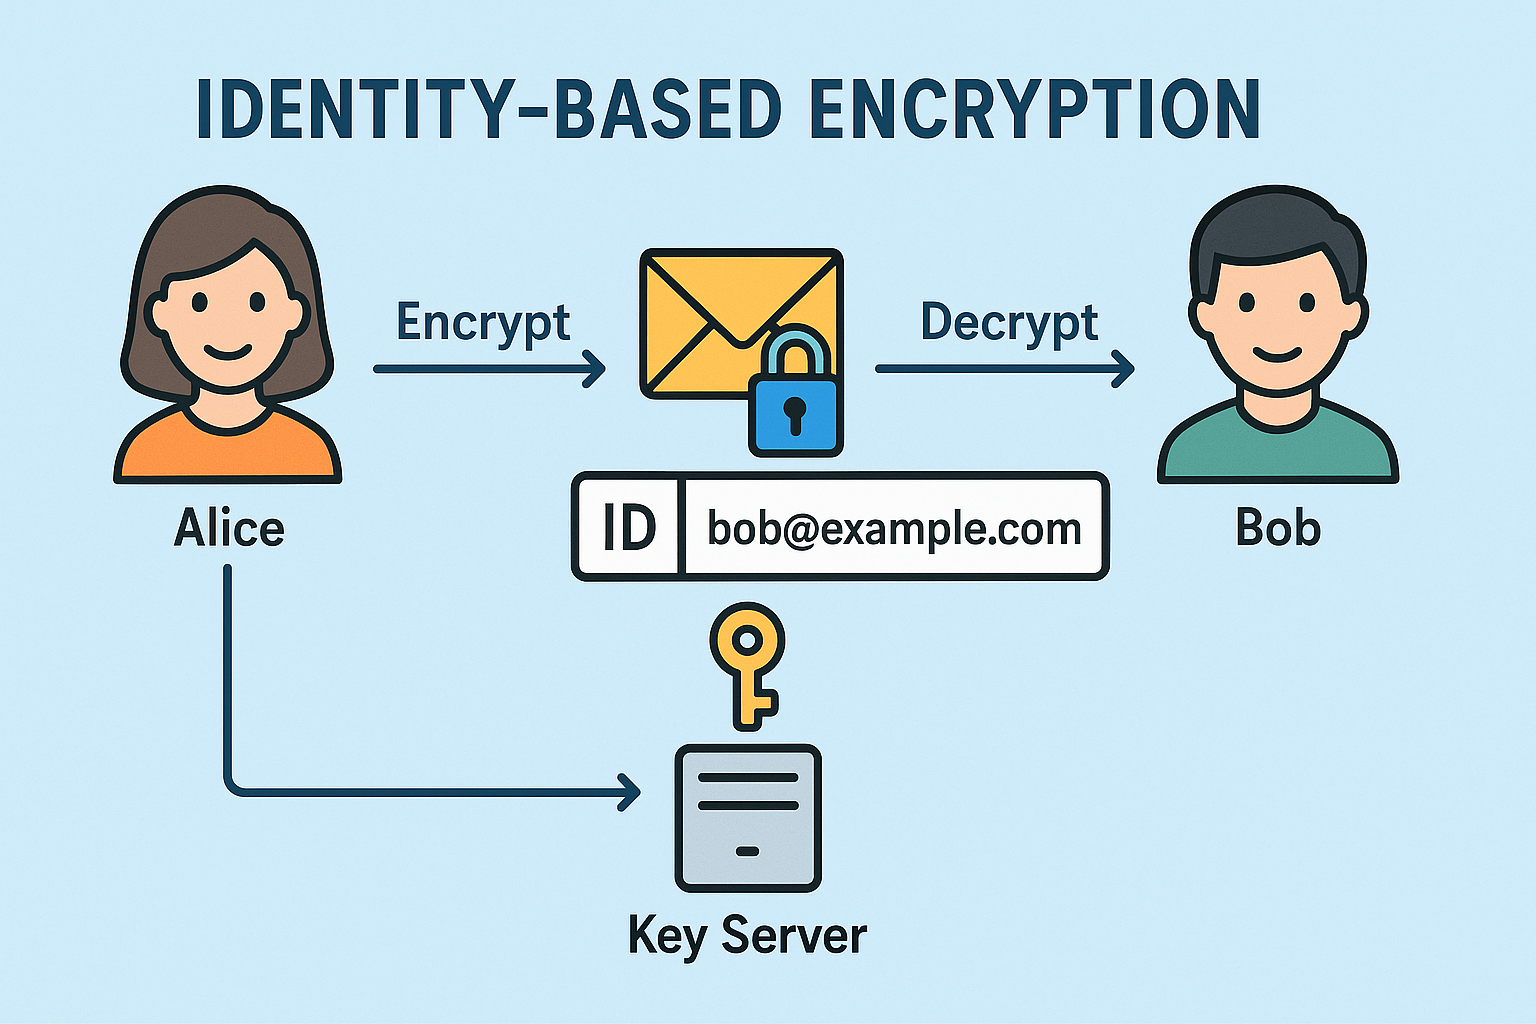 IDENTITY-BASED ENCRYPTION
Encrypt
Decrypt
Alice
ID bob@example.com
Bob
Key Server